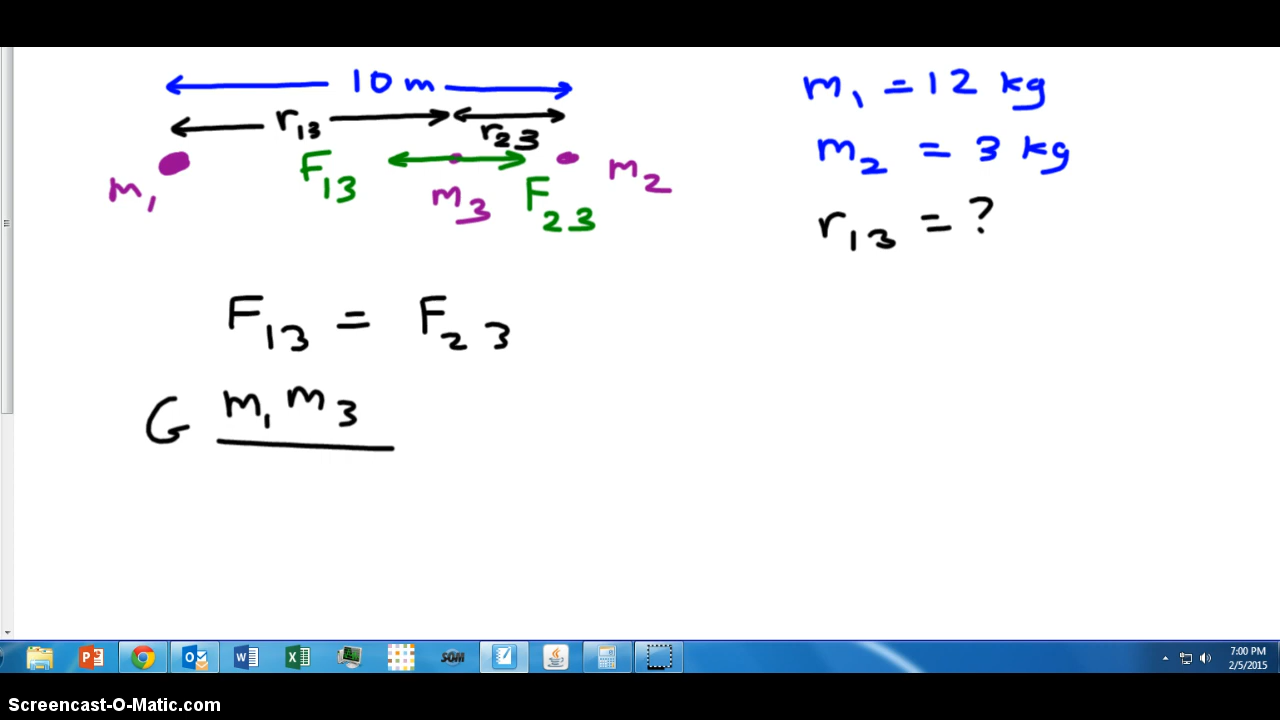 10 m
r13 r23
F13
m1 m3 F23 m2
m1 = 12 kg
m2 = 3 kg
r13 = ?
F13 = F23
G m1 m3
SOM
7:00 PM
2/5/2015
Screencast-O-Matic.com